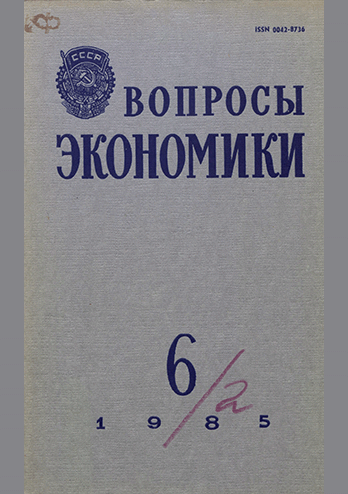 ISSN 0042-8736
СССР
ВОПРОСЫ
ЭКОНОМИКИ
6/2
1985